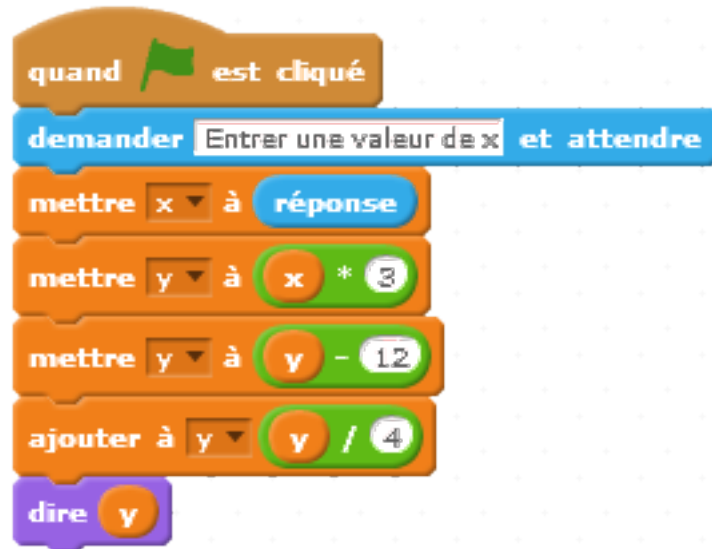 quand est cliqué
demander Entrer une valeur de x et attendre
mettre x à réponse
mettre y à x * 3
mettre y à y - 12
ajouter à y y / 4
dire y